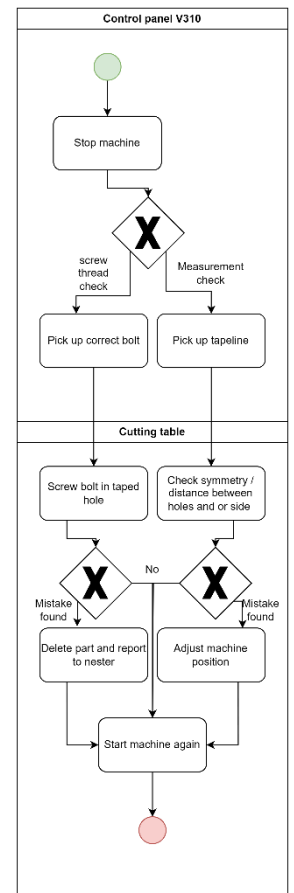 Control panel V310
Stop machine
screw
thread
check
Measurement
check
Pick up correct bolt
Pick up tapeline
Cutting table
Screw bolt in taped
hole
Check symmetry /
distance between
holes and or side
X
X
X
No
Mistake
found
Mistake
found
Delete part and report
to nester
Adjust machine
position
Start machine again